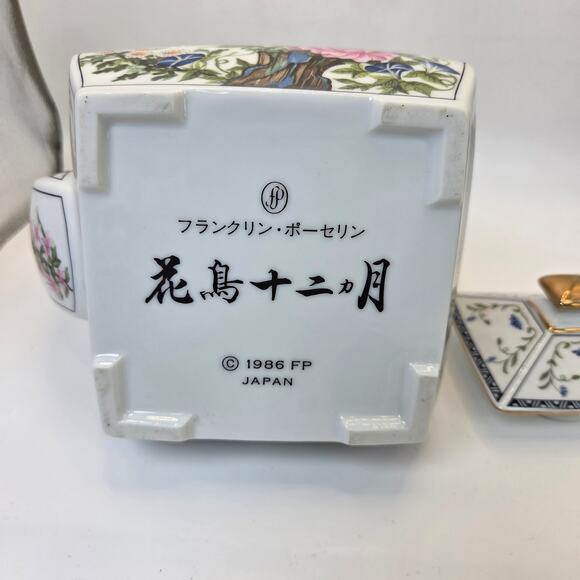 fp
フランクリン・ポーセリン
花鳥十二ヵ月
© 1986 FP
JAPAN